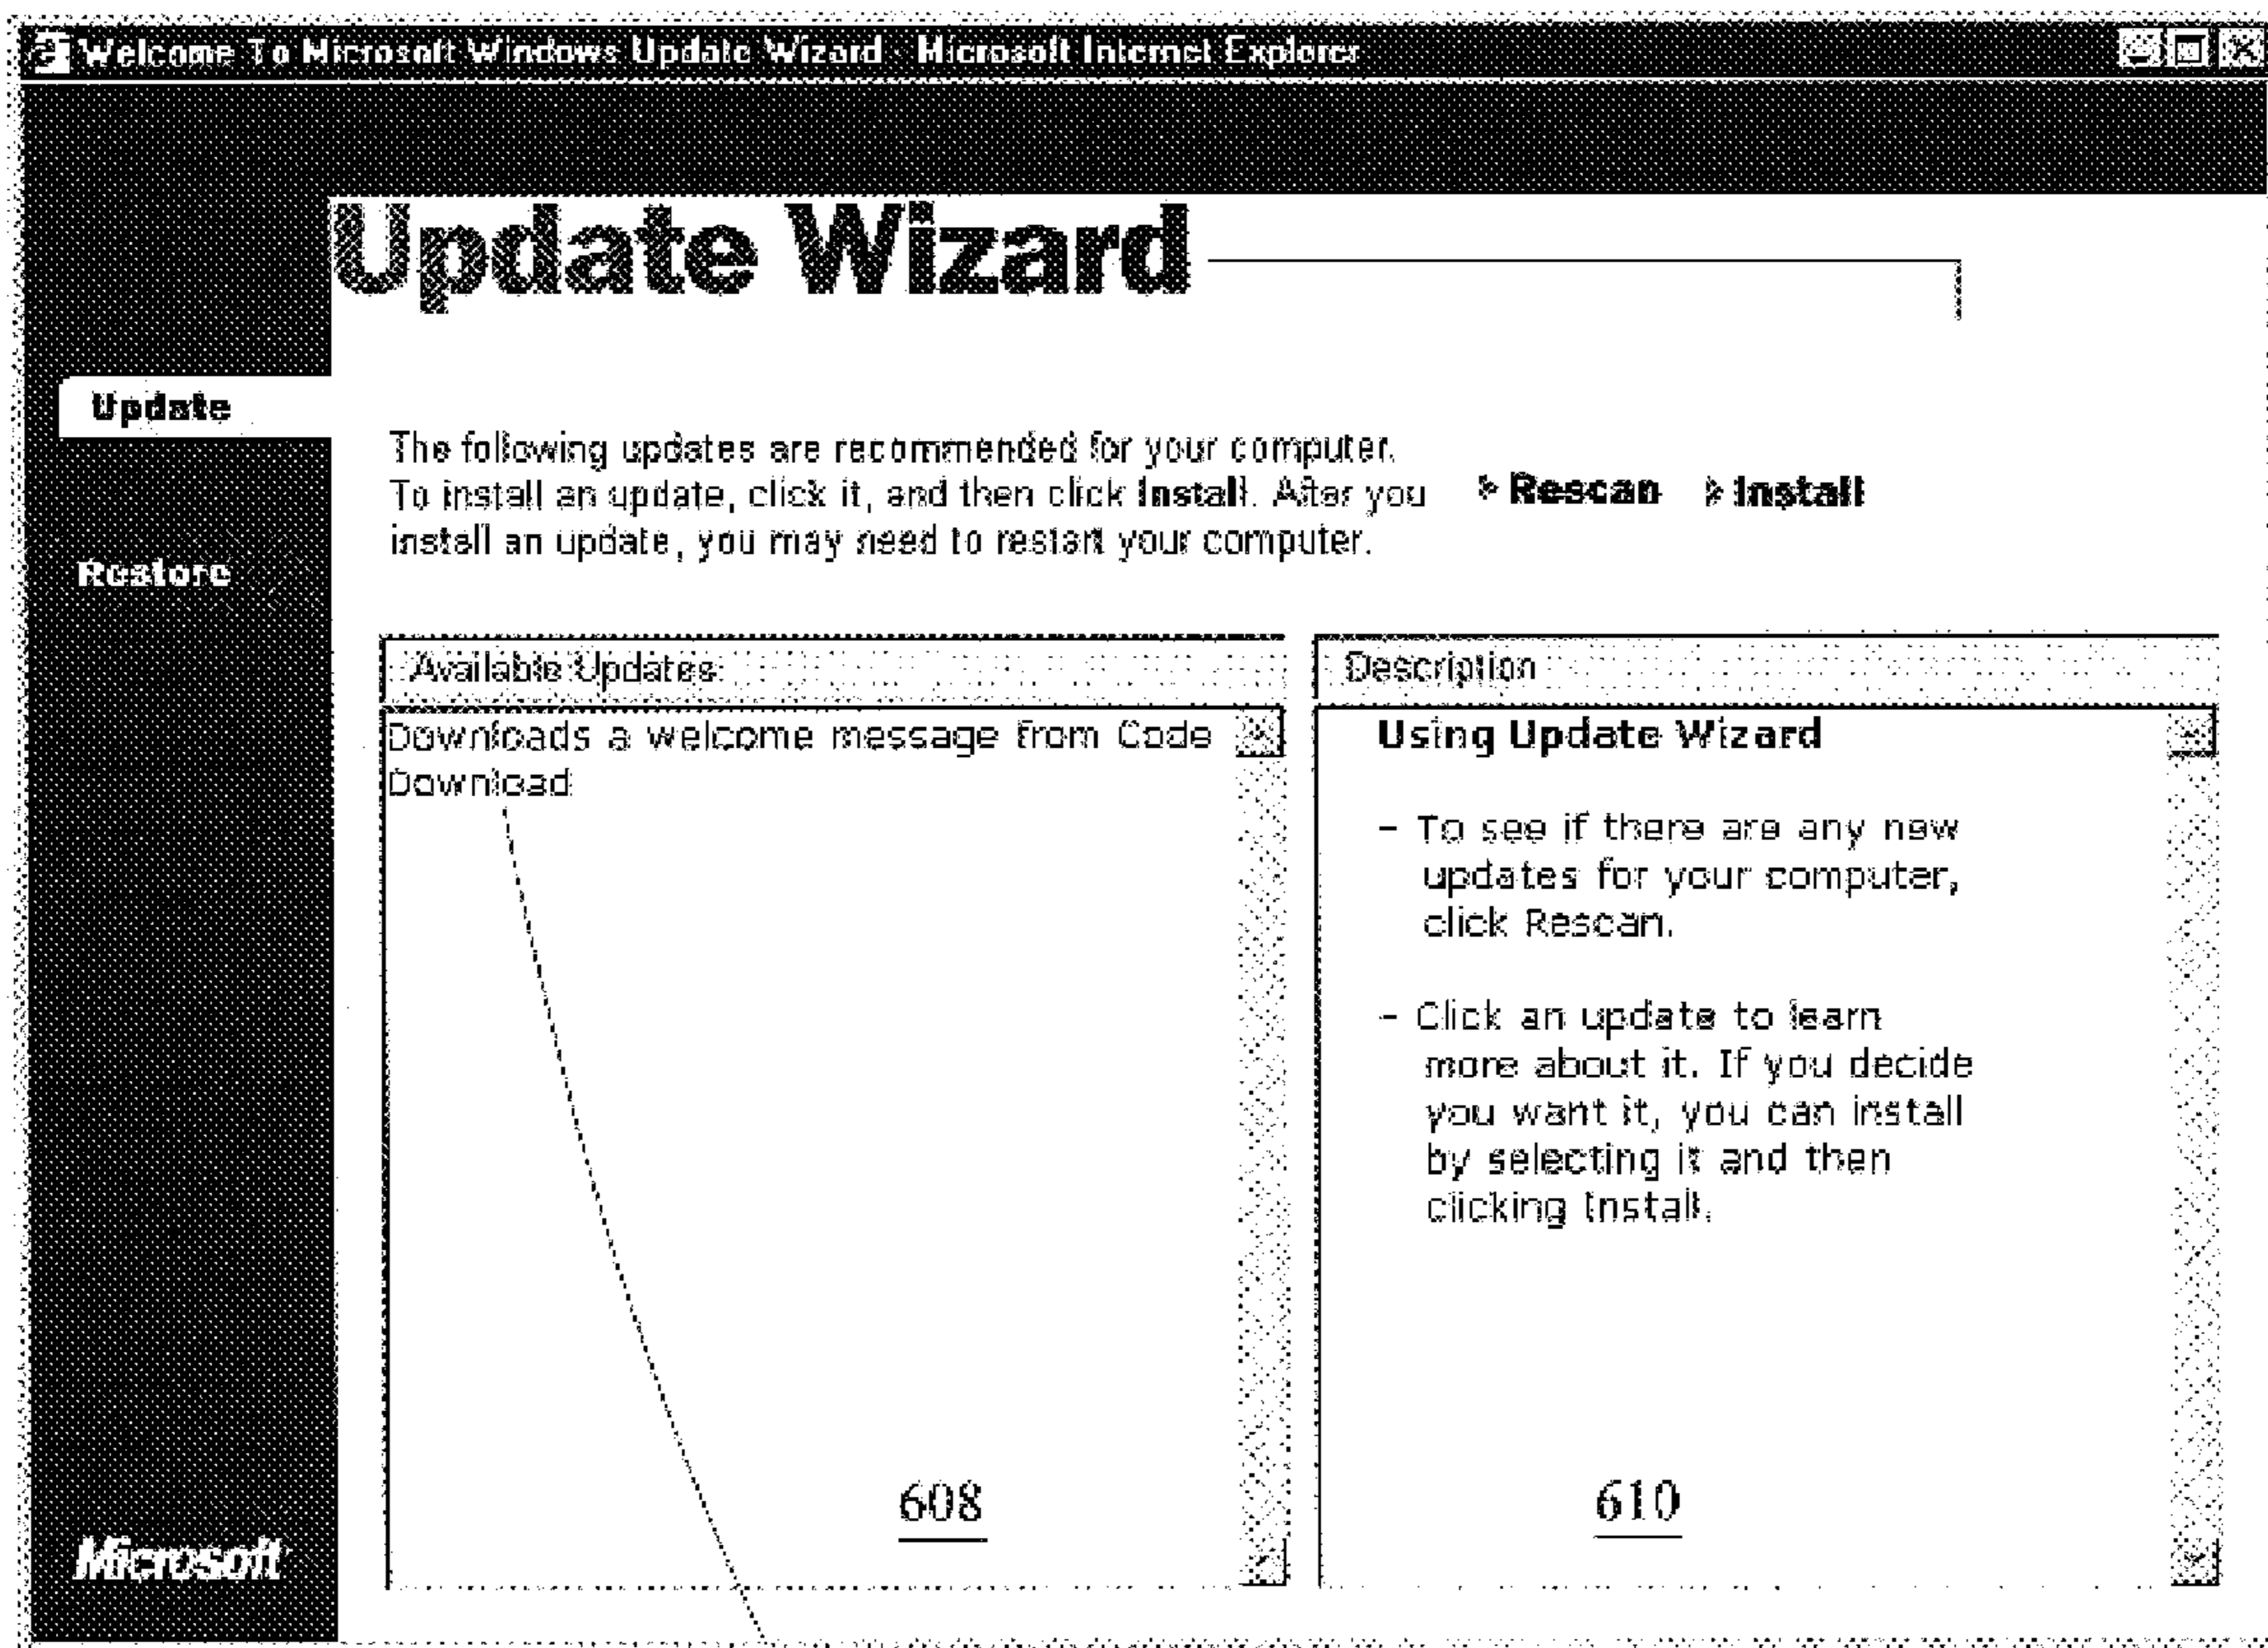 Welcome To Microsoft Windows Update Wizard - Microsoft Internet Explorer
Update Wizard
Update
The following updates are recommended for your computer.
To install an update, click it, and then click Install. After you
install an update, you may need to restart your computer.
Rescan
Install
Restore
Available Updates
Downloads a welcome message from Code
Download
608
Description
Using Update Wizard
- To see if there are any new
updates for your computer,
click Rescan.
- Click an update to learn
more about it. If you decide
you want it, you can install
by selecting it and then
clicking Install.
610
Microsoft